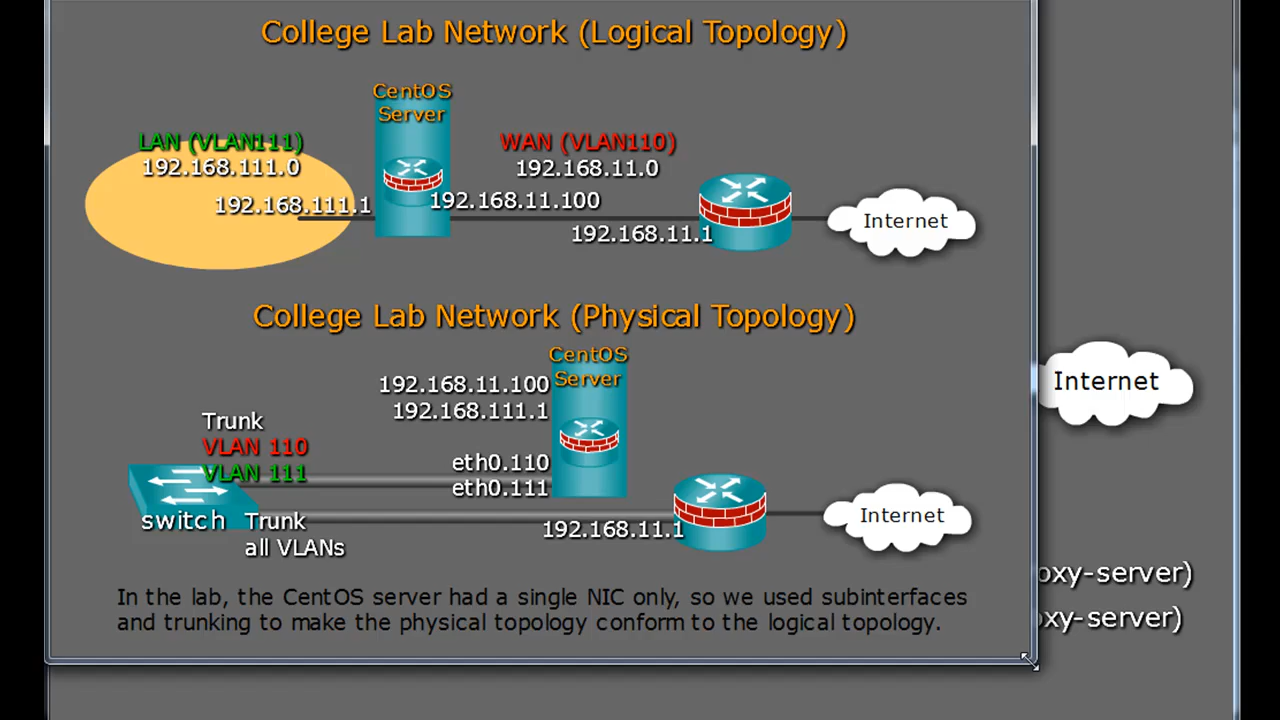 College Lab Network (Logical Topology)
CentOS
Server
LAN (VLAN111)
192.168.111.0
192.168.111.1
WAN (VLAN110)
192.168.11.0
192.168.11.100
192.168.11.1
Internet
College Lab Network (Physical Topology)
CentOS
Server
192.168.11.100
192.168.111.1
Trunk
VLAN 110
VLAN 111
eth0.110
eth0.111
switch
Trunk
all VLANs
192.168.11.1
Internet
In the lab, the CentOS server had a single NIC only, so we used subinterfaces
and trunking to make the physical topology conform to the logical topology.
Internet
oxy-server)
oxy-server)